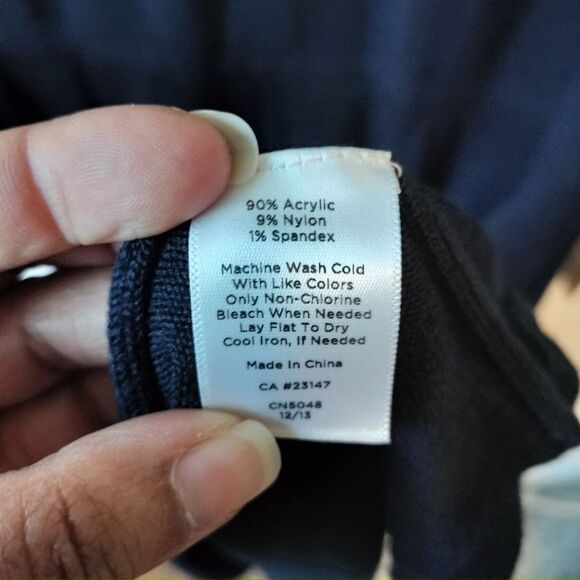 90% Acrylic
9% Nylon
1% Spandex
Machine Wash Cold
With Like Colors
Only Non-Chlorine
Bleach When Needed
Lay Flat To Dry
Cool Iron, If Needed
Made In China
CA #23147
CN5048
12/13